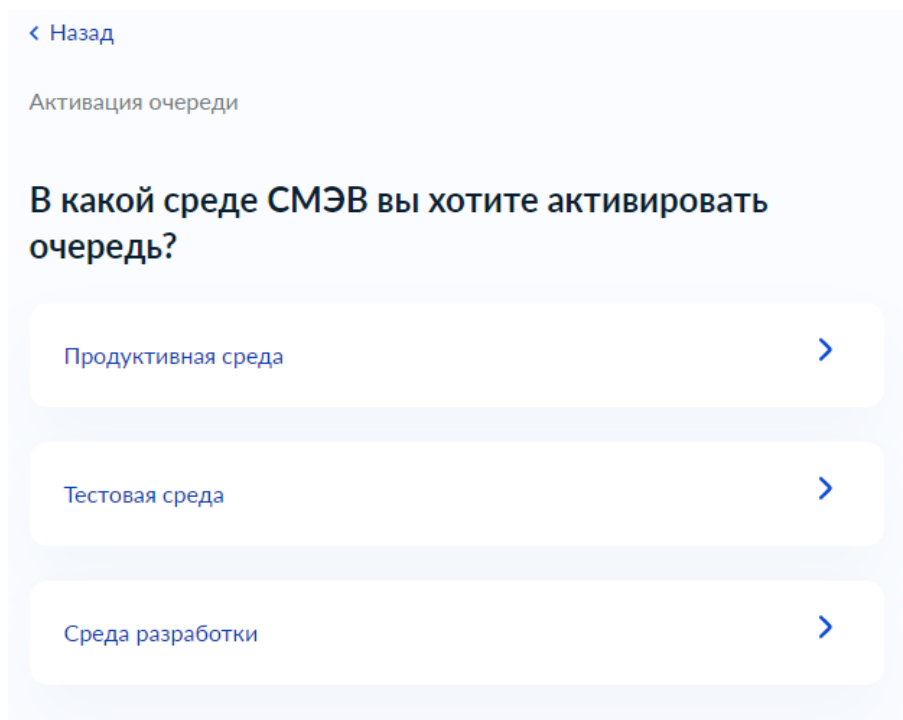 Назад
Активация очереди
В какой среде СМЭВ вы хотите активировать
очередь?
Продуктивная среда
Тестовая среда
Среда разработки